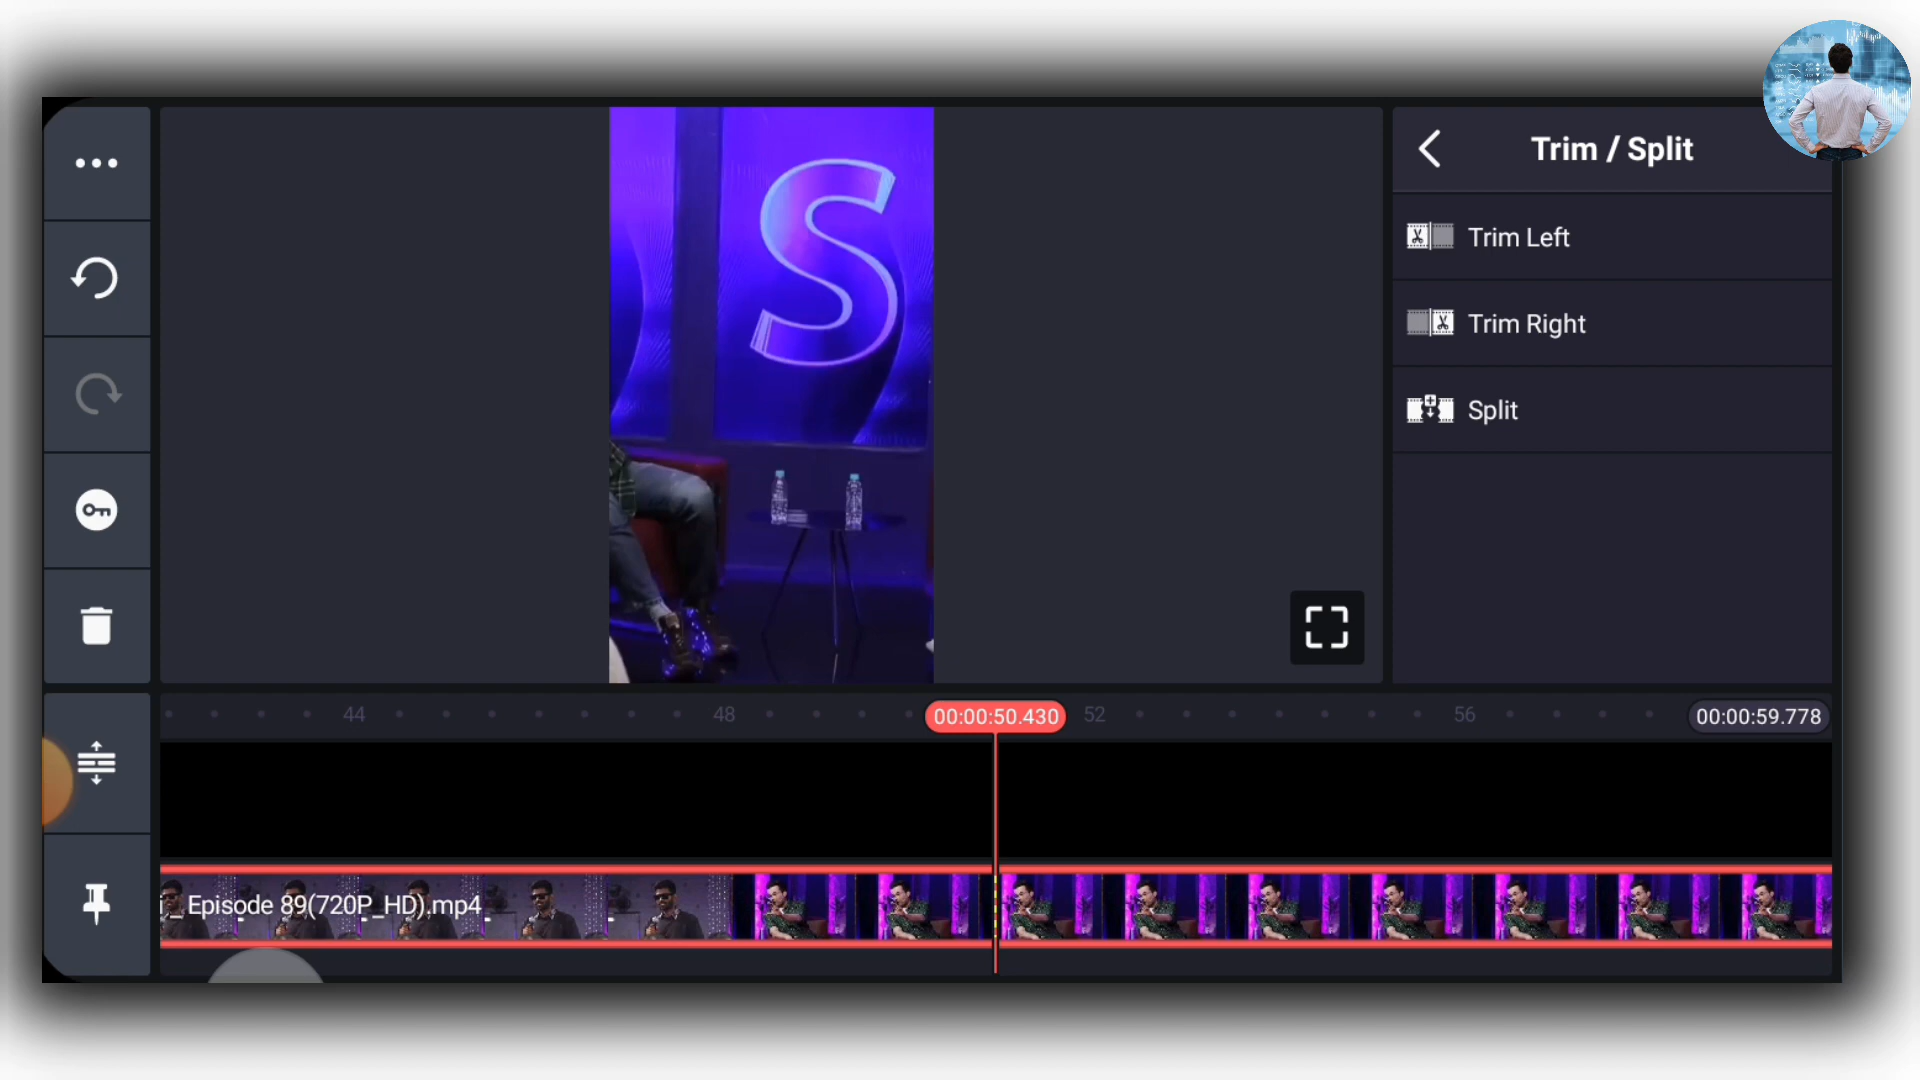 Trim / Split
Trim Left
Trim Right
Split
S
44
48
00:00:50.430
52
56
00:00:59.778
i_ Episode 89(720P_HD).mp4